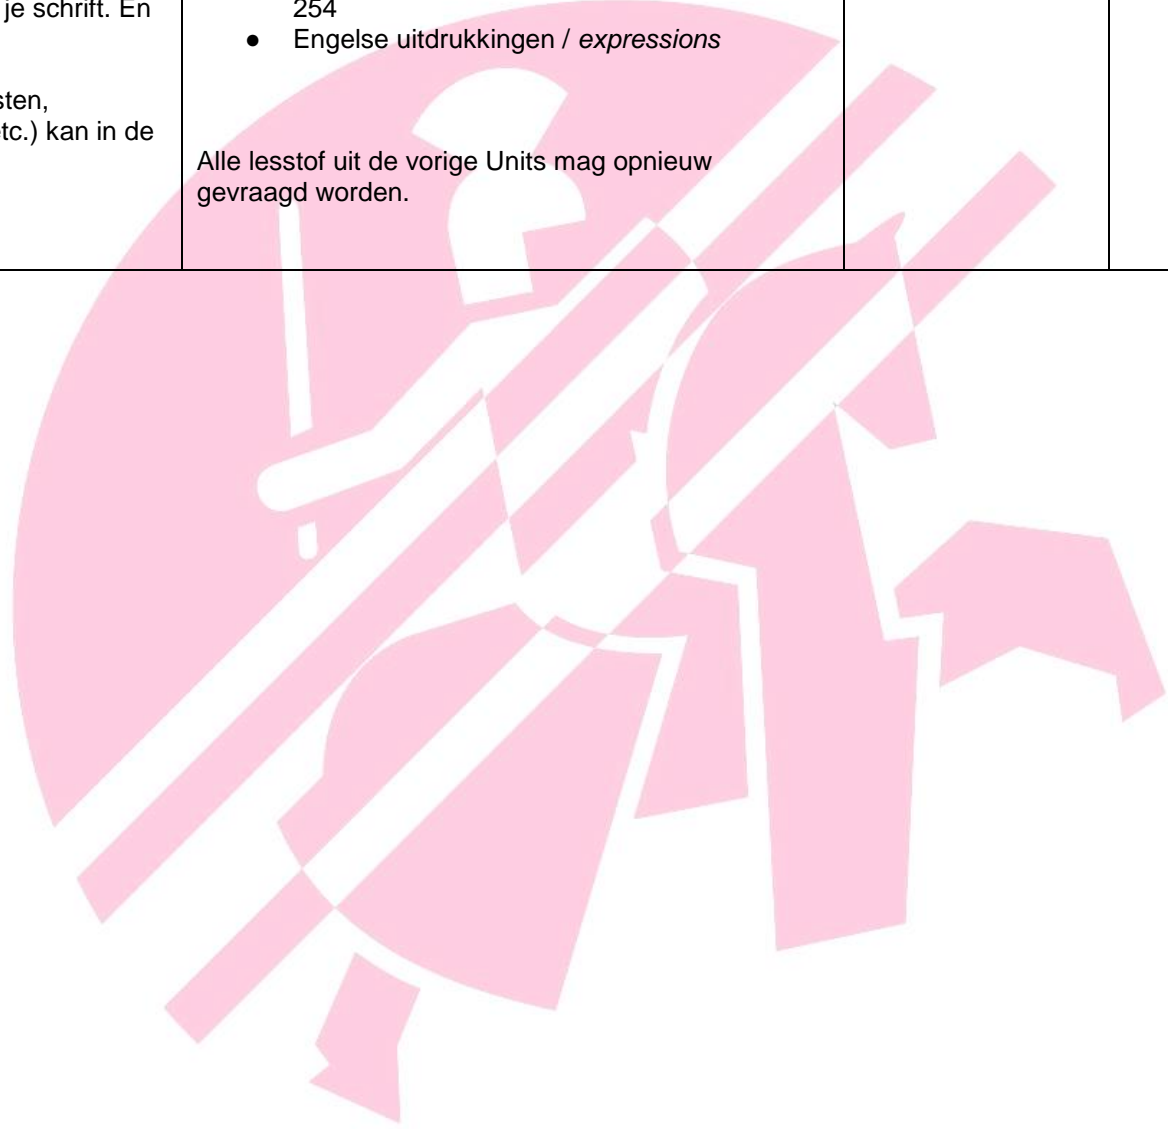 je schrift. En
sten,
etc.) kan in de
254
● Engelse uitdrukkingen / expressions
Alle lesstof uit de vorige Units mag opnieuw
gevraagd worden.